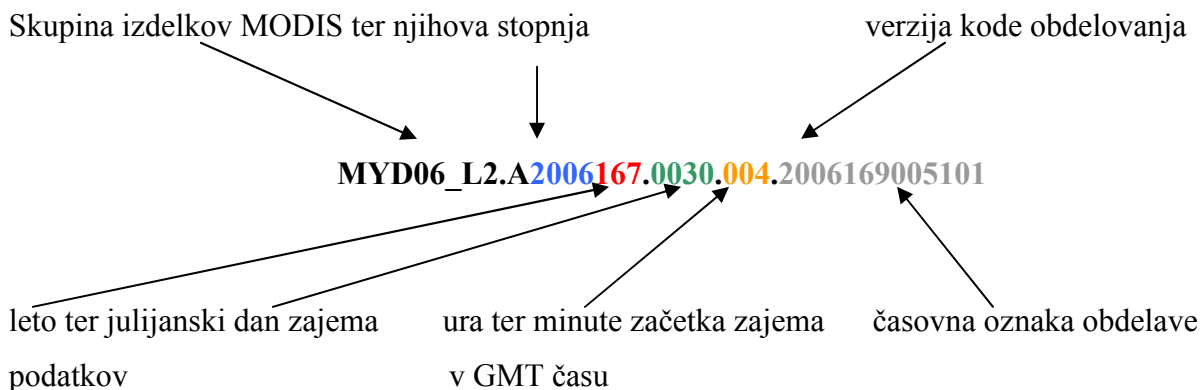 Skupina izdelkov MODIS ter njihova stopnja verzija kode obdelovanja
MYD06_L2.A2006167.0030.004.2006169005101
leto ter julijanski dan zajema ura ter minute začetka zajema časovna oznaka obdelave
podatkov v GMT času